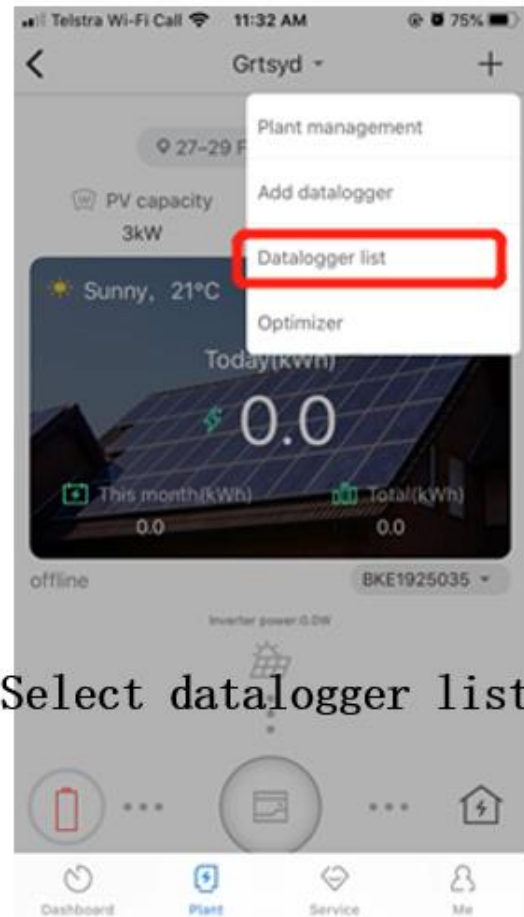 Telstra Wi-Fi Call 11:32 AM 75%
Grtsyd
Plant management
27-29 F
Add datalogger
PV capacity
3kW
Datalogger list
Sunny, 21°C
Optimizer
Today(kWh)
0.0
This month(kWh) Total(kWh)
0.0 0.0
offline BKE1925035
Inverter power:0.0W
Select datalogger list
Dashboard Plant Service Me